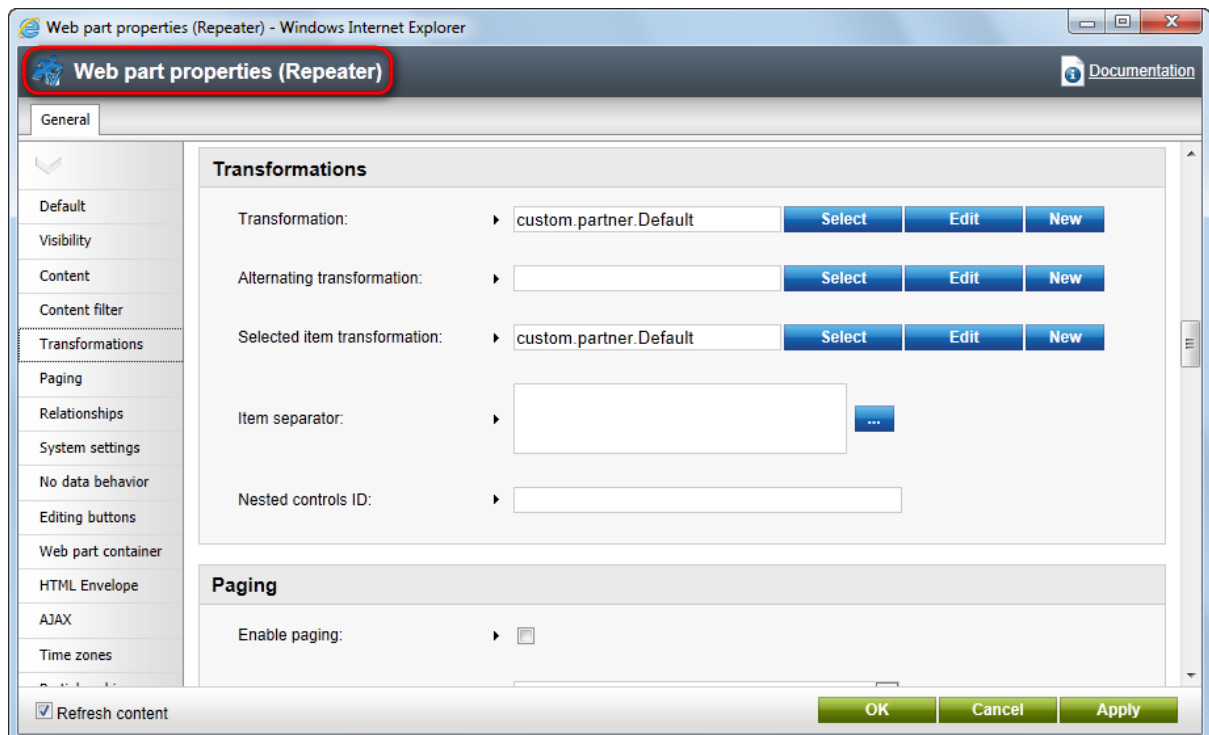 Web part properties (Repeater) - Windows Internet Explorer
Web part properties (Repeater)
Documentation
General
Default
Visibility
Content
Content filter
Transformations
Paging
Relationships
System settings
No data behavior
Editing buttons
Web part container
HTML Envelope
AJAX
Time zones
Transformations
Transformation: custom.partner.Default Select Edit New
Alternating transformation: Select Edit New
Selected item transformation: custom.partner.Default Select Edit New
Item separator: ...
Nested controls ID:
Paging
Enable paging:
Refresh content
OK Cancel Apply